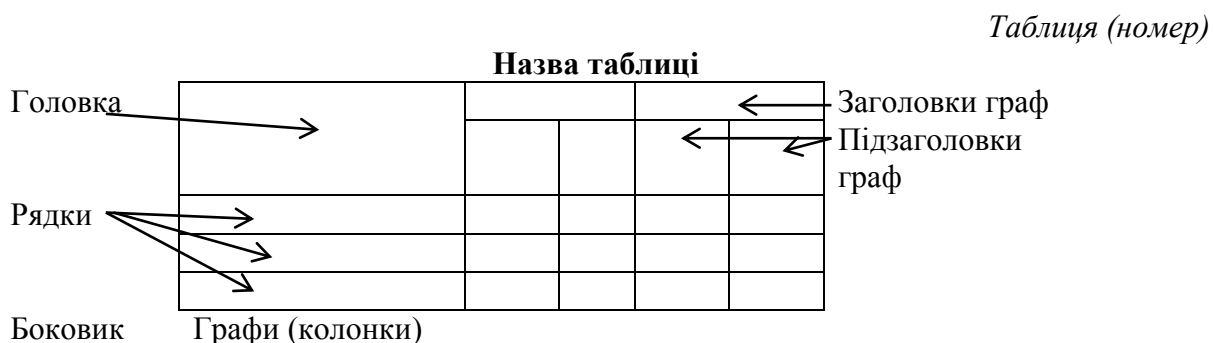 Таблиця (номер)
Назва таблиці
Головка
Заголовки граф
Підзаголовки
граф
Рядки
Боковик Графи (колонки)